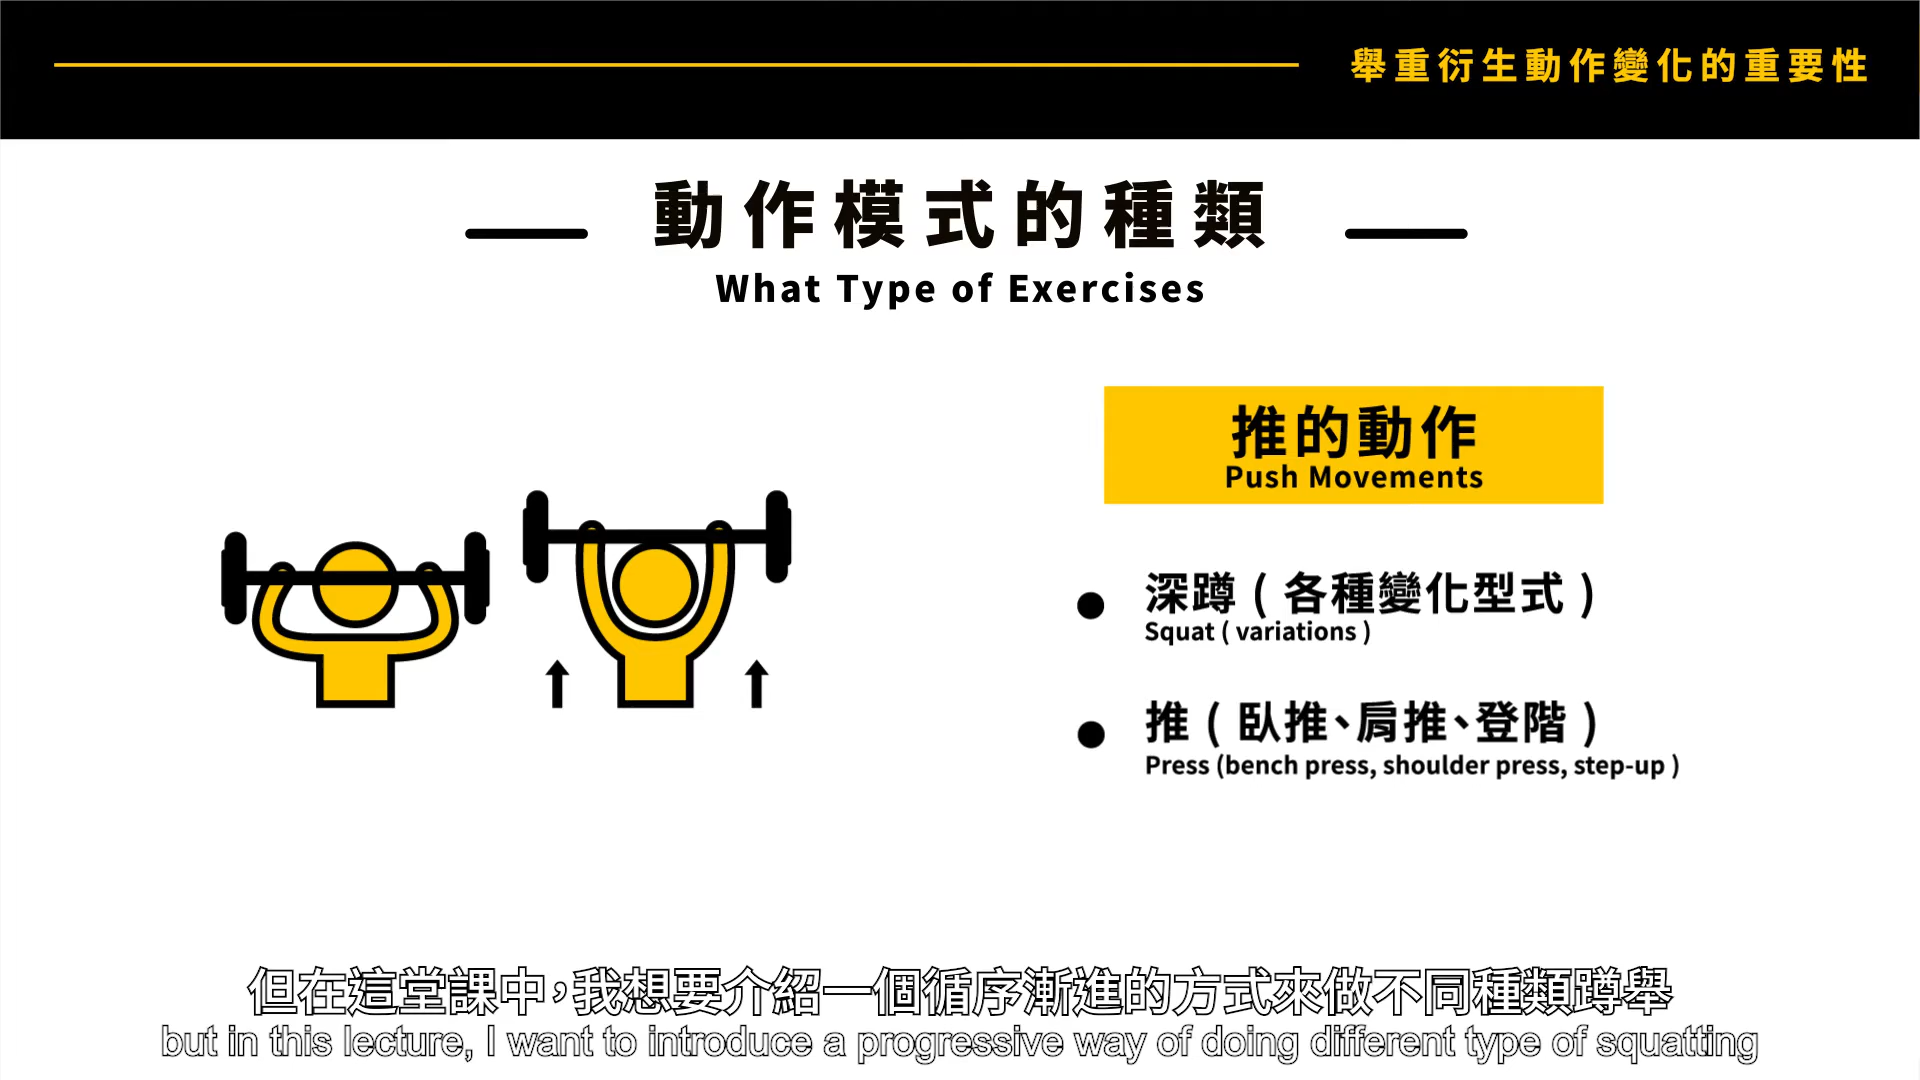 舉重衍生動作變化的重要性
動作模式的種類
What Type of Exercises
推的動作
Push Movements
深蹲 ( 各種變化型式 )
Squat ( variations )
推 ( 臥推、肩推、登階 )
Press (bench press, shoulder press, step-up )
但在這堂課中，我想要介紹一個循序漸進的方式來做不同種類蹲舉
but in this lecture, I want to introduce a progressive way of doing different type of squatting